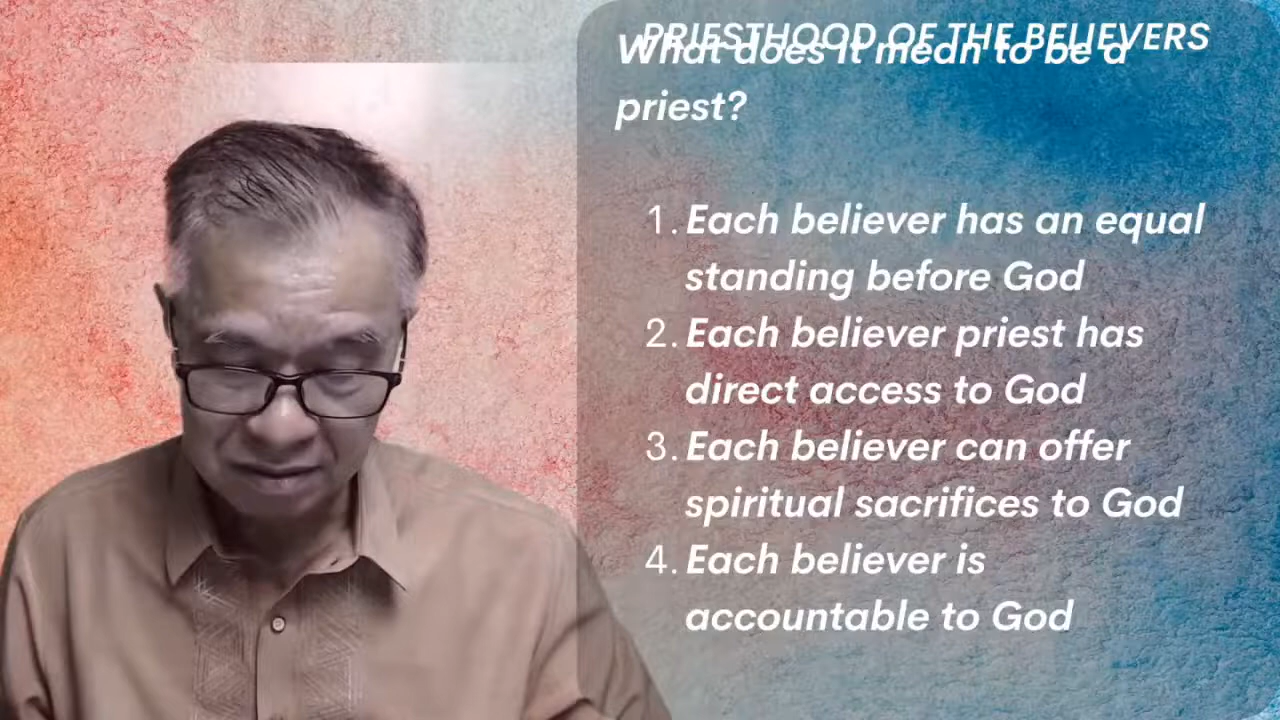 PRIESTHOOD OF THE BELIEVERS
What does it mean to be a
priest?
1. Each believer has an equal
standing before God
2. Each believer priest has
direct access to God
3. Each believer can offer
spiritual sacrifices to God
4. Each believer is
accountable to God